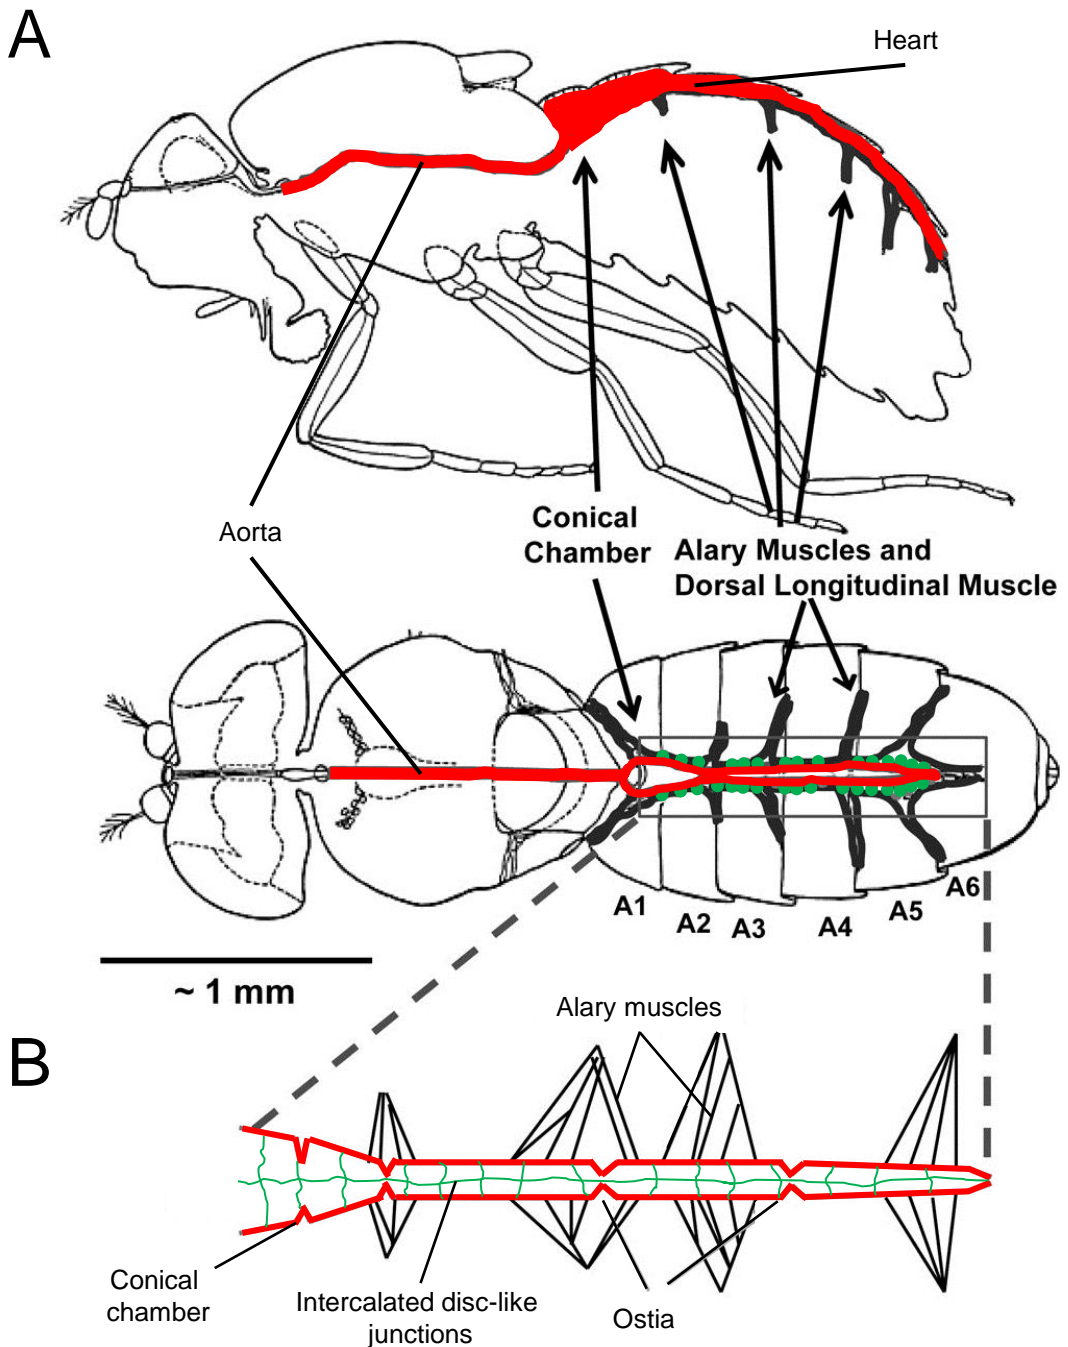 A
Heart
Aorta
Conical
Chamber
Alary Muscles and
Dorsal Longitudinal Muscle
A1
A2
A3
A4
A5
A6
~ 1 mm
B
Alary muscles
Conical
chamber
Intercalated disc-like
junctions
Ostia